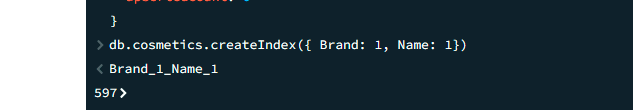 }
> db.cosmetics.createIndex({ Brand: 1, Name: 1})
< Brand_1_Name_1
597>